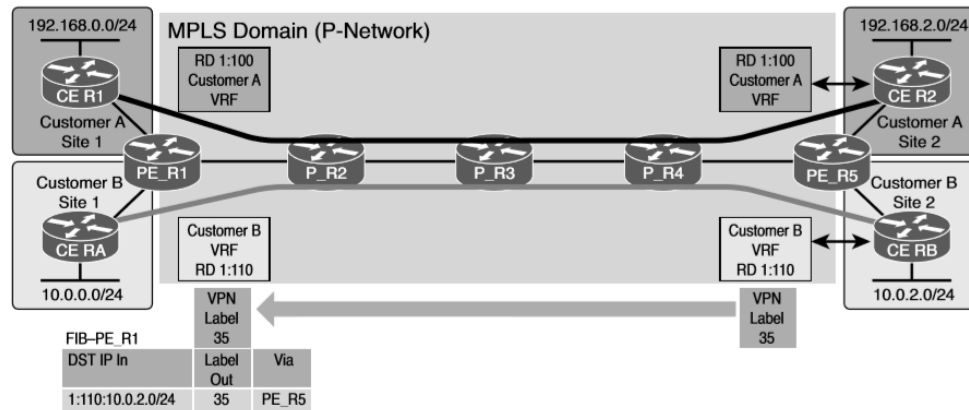 192.168.0.0/24
CE R1
Customer A
Site 1
MPLS Domain (P-Network)
RD 1:100
Customer A
VRF
RD 1:100
Customer A
VRF
192.168.2.0/24
CE R2
Customer A
Site 2
PE_R1
P_R2
P_R3
P_R4
PE_R5
Customer B
Site 1
CE RA
10.0.0.0/24
Customer B
VRF
RD 1:110
Customer B
VRF
RD 1:110
Customer B
Site 2
CE RB
10.0.2.0/24
VPN
Label
35
VPN
Label
35
FIB–PE_R1
DST IP In Label Out Via
1:110:10.0.2.0/24 35 PE_R5